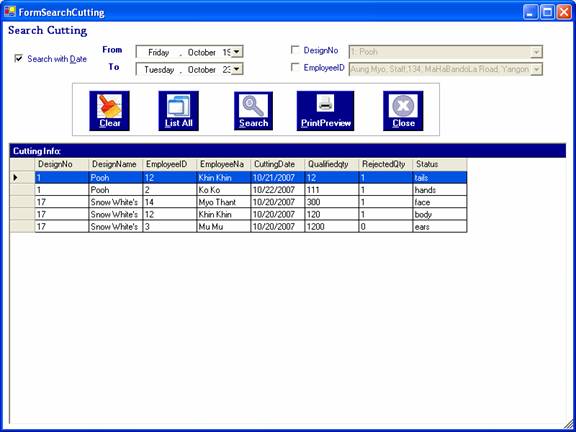 FormSearchCutting
Search Cutting
Search with Date
From
Friday , October 19
To
Tuesday , October 23
DesignNo
1. Pooh
EmployeeID
Aung Myo, Staff,134, MaHaBandoLa Road, Yangon
Clear
List All
Search
PrintPreview
Close
Cutting Info:
DesignNo DesignName EmployeeID EmployeeNa CuttingDate Qualifiedqty RejectedQty Status
1 Pooh 12 Khin Khin 10/21/2007 12 1 tails
1 Pooh 2 Ko Ko 10/22/2007 111 1 hands
17 Snow White's 14 Myo Thant 10/20/2007 300 1 face
17 Snow White's 12 Khin Khin 10/20/2007 120 1 body
17 Snow White's 3 Mu Mu 10/20/2007 1200 0 ears